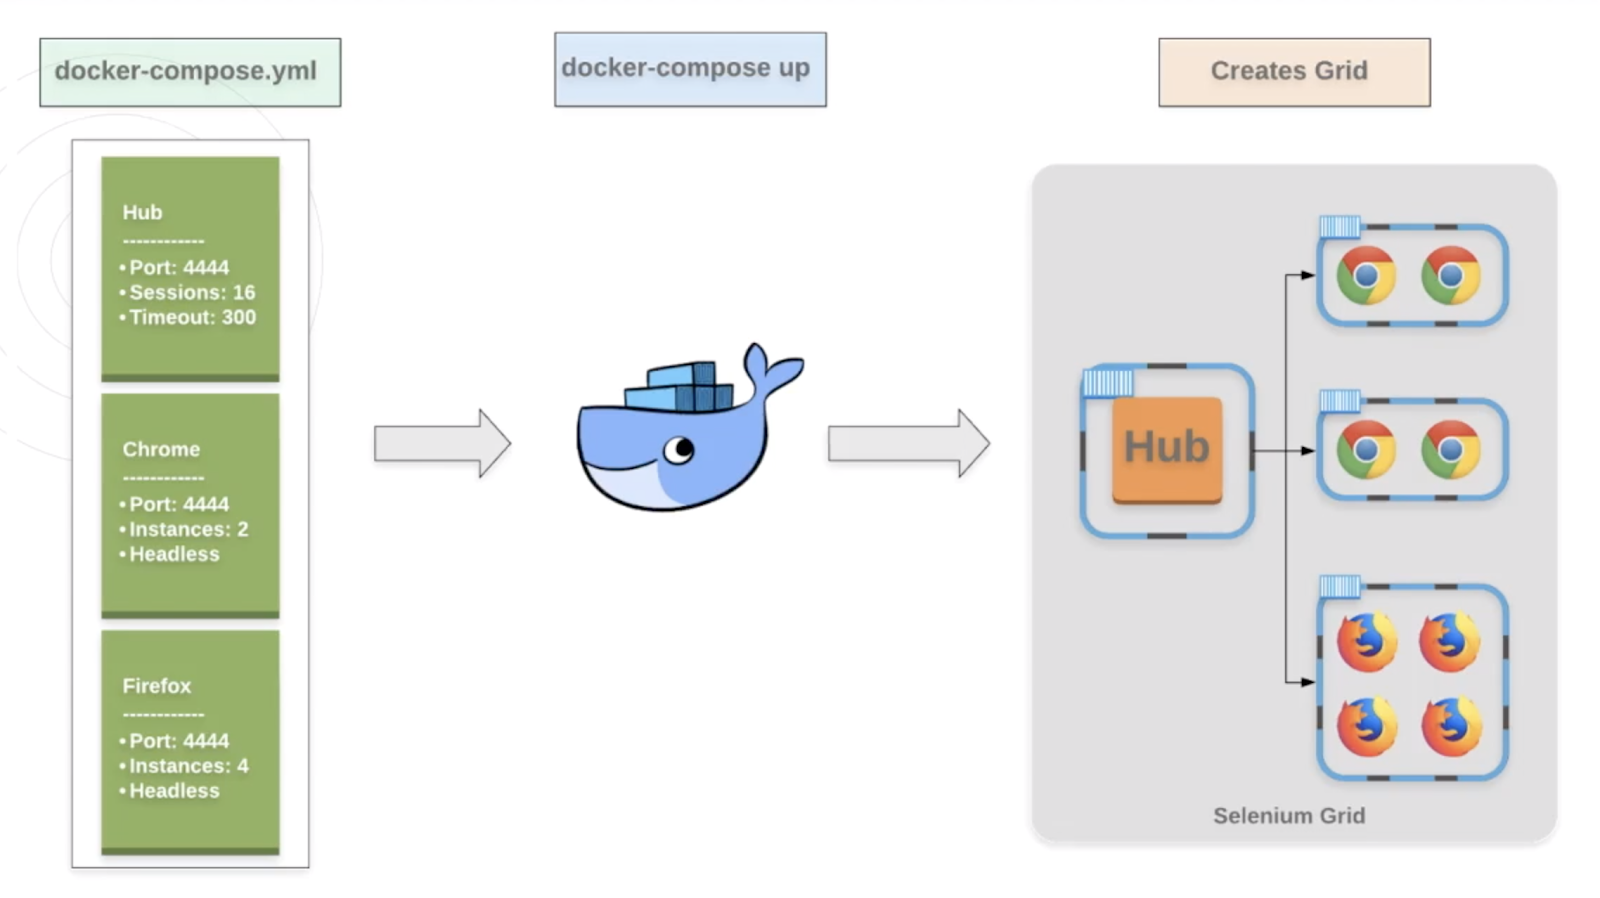 docker-compose.yml
docker-compose up
Creates Grid
Hub
------------
• Port: 4444
• Sessions: 16
• Timeout: 300
Chrome
------------
• Port: 4444
• Instances: 2
• Headless
Firefox
------------
• Port: 4444
• Instances: 4
• Headless
Hub
Selenium Grid